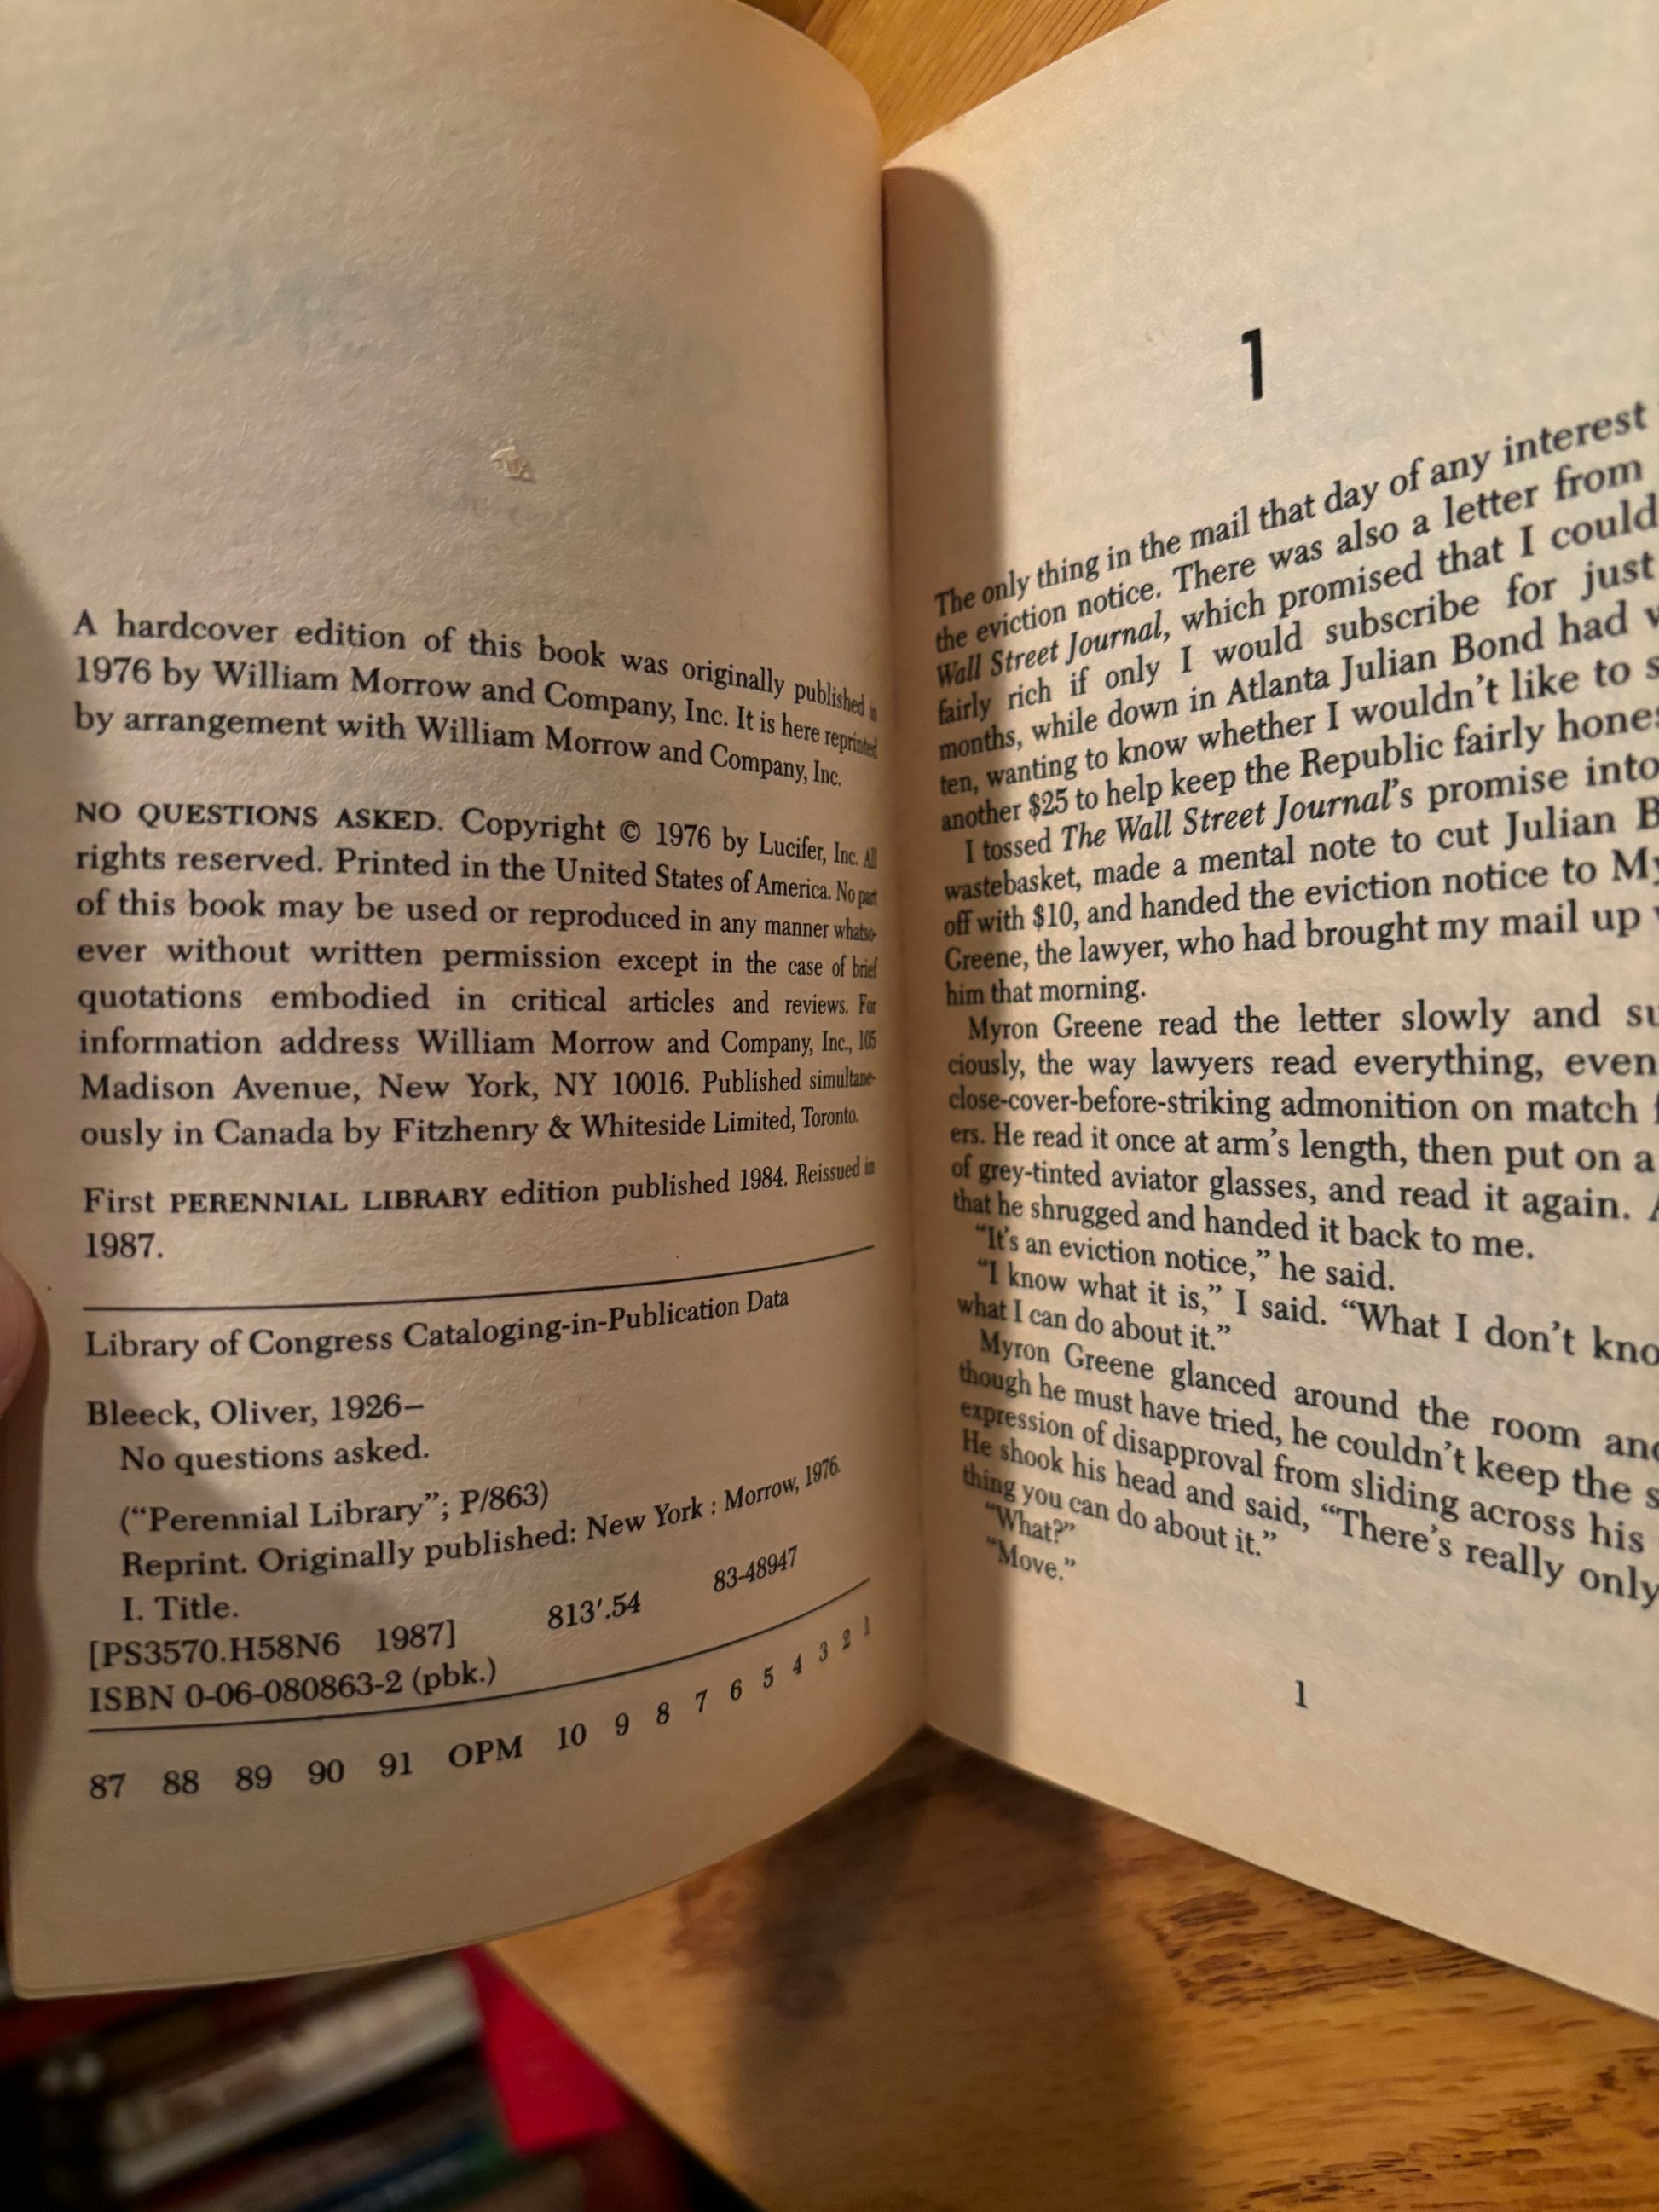 A hardcover edition of this book was originally published in
1976 by William Morrow and Company, Inc. It is here reprinted
by arrangement with William Morrow and Company, Inc.
NO QUESTIONS ASKED. Copyright © 1976 by Lucifer, Inc. All
rights reserved. Printed in the United States of America. No part
of this book may be used or reproduced in any manner whatso-
ever without written permission except in the case of brief
quotations embodied in critical articles and reviews. For
information address William Morrow and Company, Inc., 105
Madison Avenue, New York, NY 10016. Published simultane-
ously in Canada by Fitzhenry & Whiteside Limited, Toronto.
First PERENNIAL LIBRARY edition published 1984. Reissued in
1987.
Library of Congress Cataloging-in-Publication Data
Bleeck, Oliver, 1926–
No questions asked.
(“Perennial Library”; P/863)
Reprint. Originally published: New York : Morrow, 1976.
I. Title.
[PS3570.H58N6 1987] 813′.54 83-48947
ISBN 0-06-080863-2 (pbk.)
87 88 89 90 91 OPM 10 9 8 7 6 5 4 3 2 1
1
The only thing in the mail that day of any interest
the eviction notice. There was also a letter from
Wall Street Journal, which promised that I could
fairly rich if only I would subscribe for just
months, while down in Atlanta Julian Bond had
ten, wanting to know whether I wouldn’t like to
another $25 to help keep the Republic fairly
I tossed The Wall Street Journal’s promise into
wastebasket, made a mental note to cut Julian
off with $10, and handed the eviction notice to
Greene, the lawyer, who had brought my mail up
him that morning.
Myron Greene read the letter slowly and
ciously, the way lawyers read everything, even
close-cover-before-striking admonition on match
ers. He read it once at arm’s length, then put on a
of grey-tinted aviator glasses, and read it again.
that he shrugged and handed it back to me.
“It’s an eviction notice,” he said.
“I know what it is,” I said. “What I don’t
what I can do about it.”
Myron Greene glanced around the room
though he must have tried, he couldn’t keep the
expression of disapproval from sliding across his
He shook his head and said, “There’s really only
thing you can do about it.”
“What?”
“Move.”
1